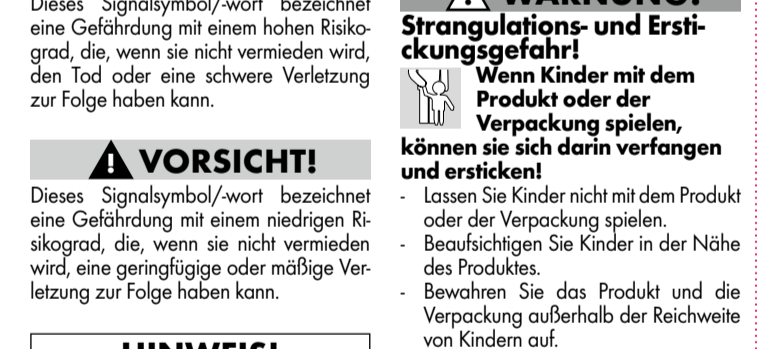 Dieses Signalsymbol/-wort bezeichnet
eine Gefährdung mit einem hohen Risiko-
grad, die, wenn sie nicht vermieden wird,
den Tod oder eine schwere Verletzung
zur Folge haben kann.
VORSICHT!
Dieses Signalsymbol/-wort bezeichnet
eine Gefährdung mit einem niedrigen Ri-
sikograd, die, wenn sie nicht vermieden
wird, eine geringfügige oder mäßige Ver-
letzung zur Folge haben kann.
HINWEIS!
WARNUNG!
Strangulations- und Ersti-
ckungsgefahr!
Wenn Kinder mit dem
Produkt oder der
Verpackung spielen,
können sie sich darin verfangen
und ersticken!
- Lassen Sie Kinder nicht mit dem Produkt
oder der Verpackung spielen.
- Beaufsichtigen Sie Kinder in der Nähe
des Produktes.
- Bewahren Sie das Produkt und die
Verpackung außerhalb der Reichweite
von Kindern auf.